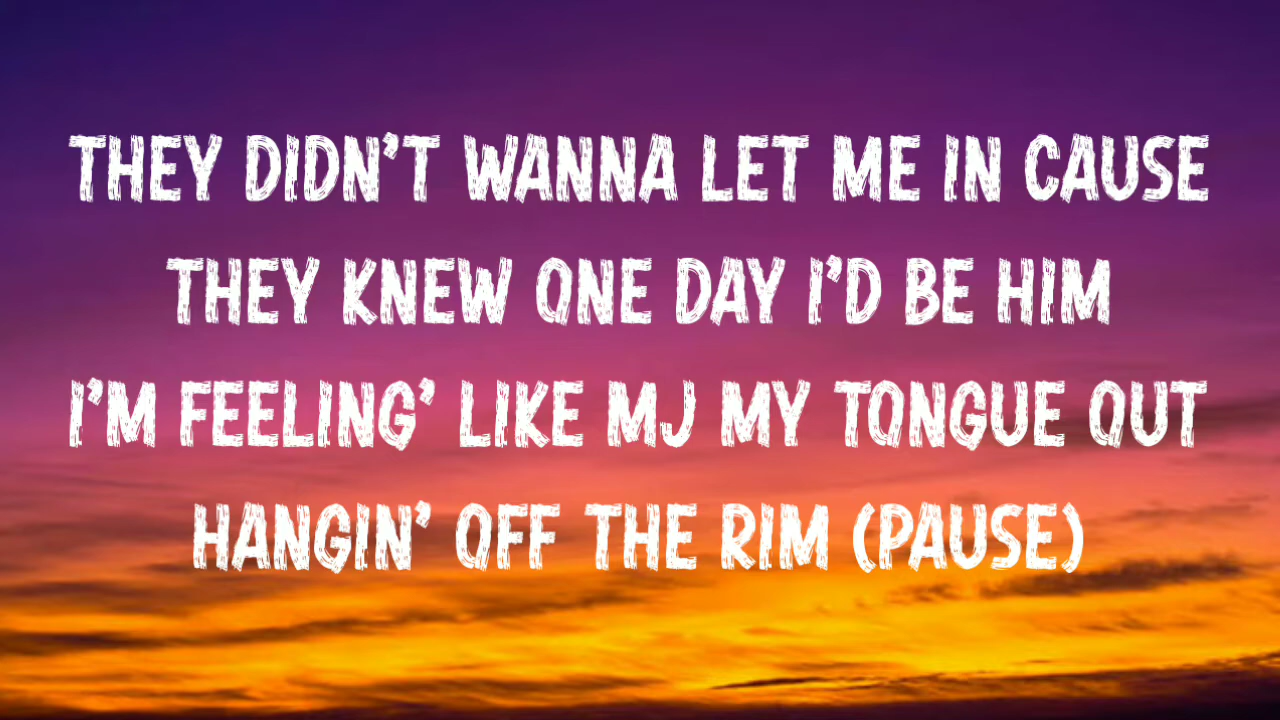 THEY DIDN'T WANNA LET ME IN CAUSE
THEY KNEW ONE DAY I'D BE HIM
I'M FEELING' LIKE MJ MY TONGUE OUT
HANGIN' OFF THE RIM (PAUSE)